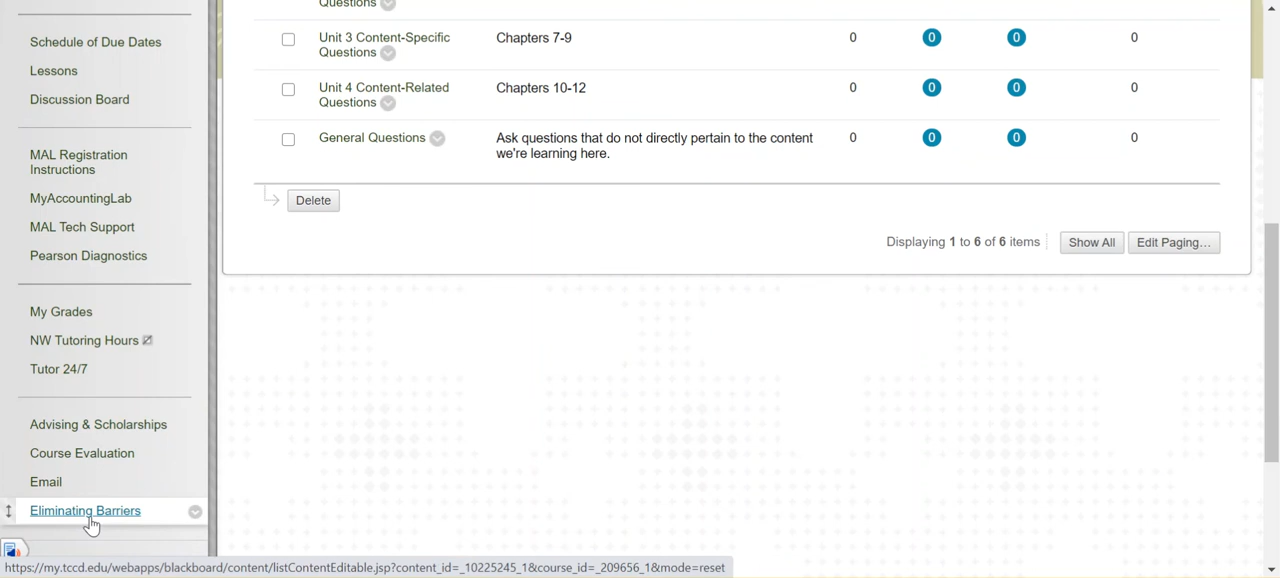 Schedule of Due Dates
Lessons
Discussion Board
MAL Registration
Instructions
MyAccountingLab
MAL Tech Support
Pearson Diagnostics
My Grades
NW Tutoring Hours
Tutor 24/7
Advising & Scholarships
Course Evaluation
Email
Eliminating Barriers
Questions
Unit 3 Content-Specific
Questions
Chapters 7-9
0 0 0 0
Unit 4 Content-Related
Questions
Chapters 10-12
0 0 0 0
General Questions
Ask questions that do not directly pertain to the content
we're learning here.
0 0 0 0
Delete
Displaying 1 to 6 of 6 items
Show All
Edit Paging...
https://my.tccd.edu/webapps/blackboard/content/listContentEditable.jsp?content_id=_10225245_1&course_id=_209656_1&mode=reset